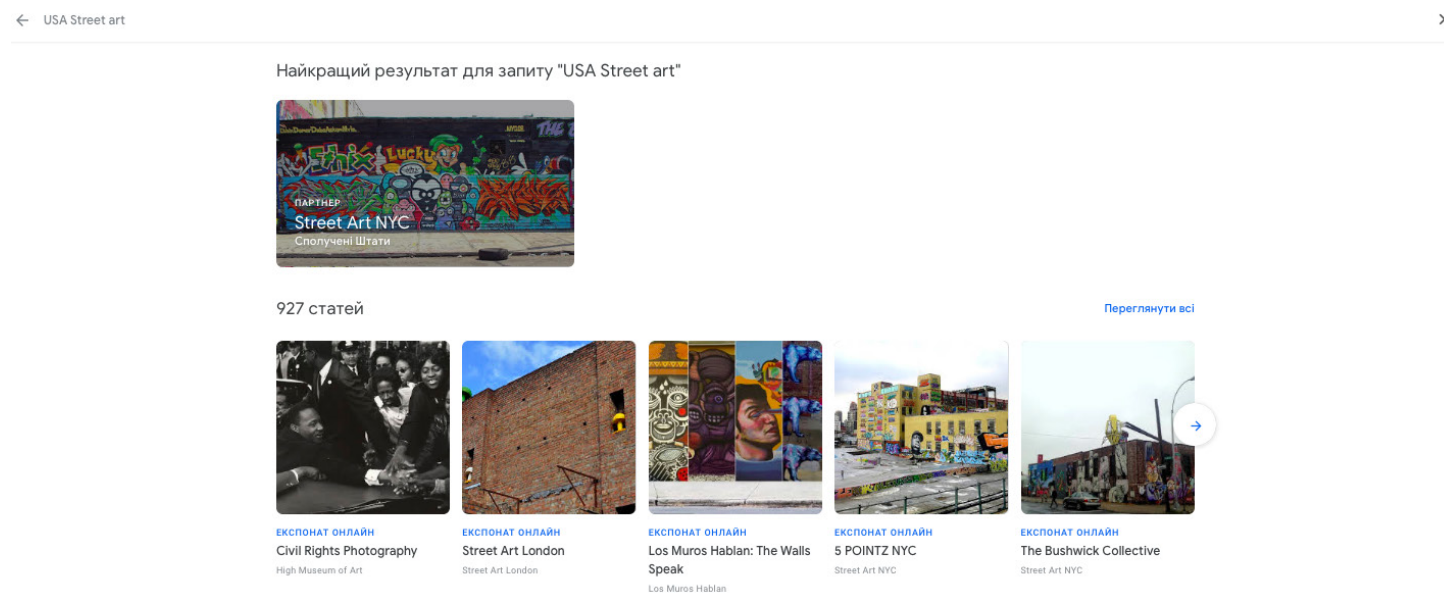 USA Street art
Найкращий результат для запиту "USA Street art"
Sfhix
Lucky
THE
ПАРТНЕР
Street Art NYC
Сполучені Штати
927 статей
Переглянути всі
ЕКСПОНАТ ОНЛАЙН
Civil Rights Photography
High Museum of Art
ЕКСПОНАТ ОНЛАЙН
Street Art London
Street Art London
ЕКСПОНАТ ОНЛАЙН
Los Muros Hablan: The Walls
Speak
Los Muros Hablan
ЕКСПОНАТ ОНЛАЙН
5 POINTZ NYC
Street Art NYC
ЕКСПОНАТ ОНЛАЙН
The Bushwick Collective
Street Art NYC